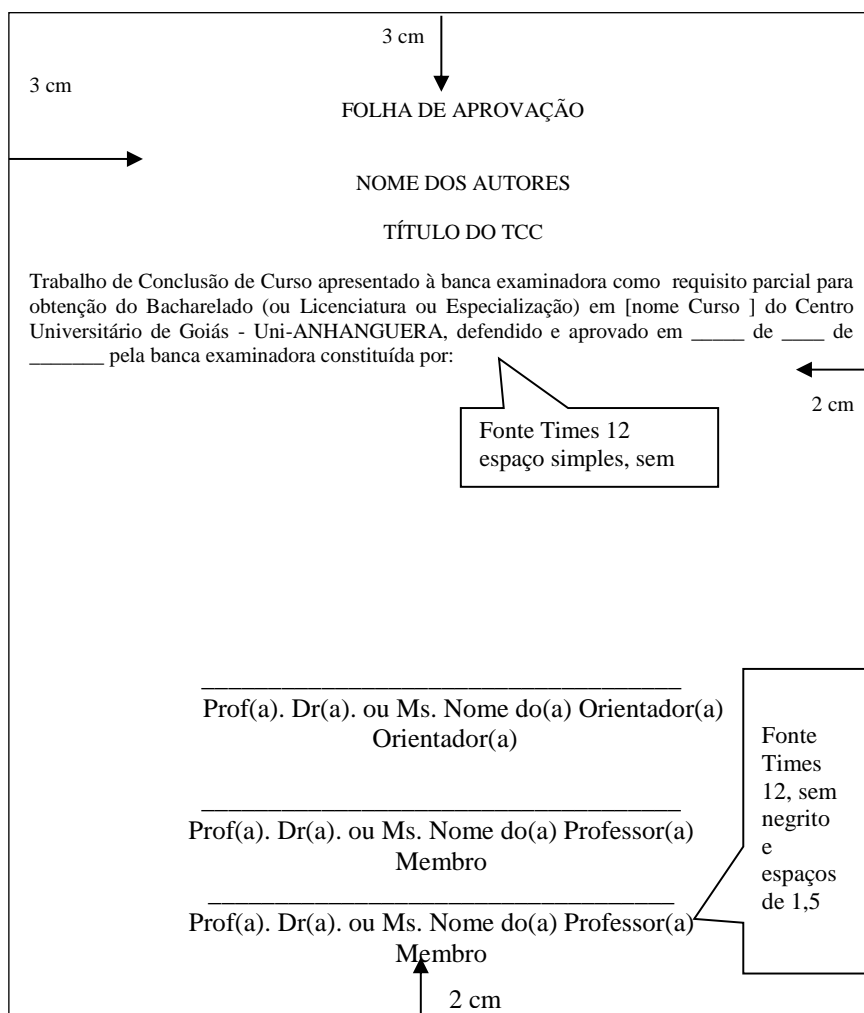 3 cm
3 cm
FOLHA DE APROVAÇÃO
NOME DOS AUTORES
TÍTULO DO TCC
Trabalho de Conclusão de Curso apresentado à banca examinadora como  requisito parcial para
obtenção do Bacharelado (ou Licenciatura ou Especialização) em [nome Curso ] do Centro
Universitário de Goiás - Uni-ANHANGUERA, defendido e aprovado em _____ de ____ de
_______ pela banca examinadora constituída por:
2 cm
Fonte Times 12
espaço simples, sem
____________________________________
Prof(a). Dr(a). ou Ms. Nome do(a) Orientador(a)
Orientador(a)
____________________________________
Prof(a). Dr(a). ou Ms. Nome do(a) Professor(a)
Membro
___________________________________
Prof(a). Dr(a). ou Ms. Nome do(a) Professor(a)
Membro
Fonte
Times
12, sem
negrito
e
espaços
de 1,5
2 cm